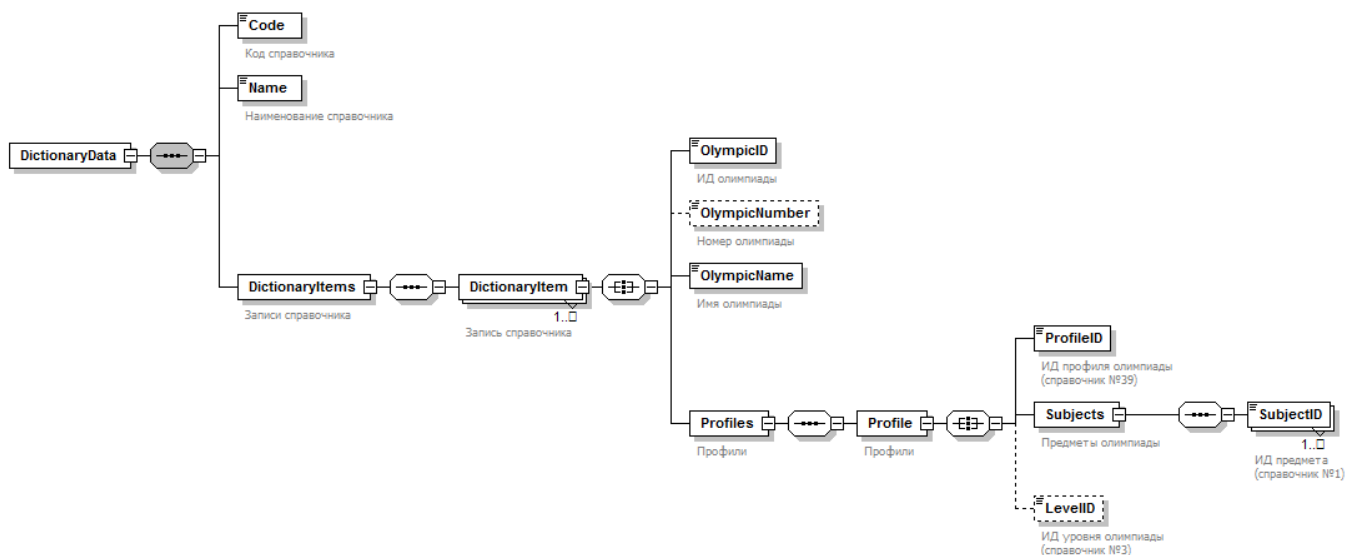 Code
Код справочника
Name
Наименование справочника
DictionaryData
OlympicID
ИД олимпиады
OlympicNumber
Номер олимпиады
OlympicName
Имя олимпиады
DictionaryItems
Записи справочника
DictionaryItem
1..□
Запись справочника
ProfileID
ИД профиля олимпиады
(справочник №39)
Profiles
Профили
Profile
Профили
Subjects
Предметы олимпиады
SubjectID
1..□
ИД предмета
(справочник №1)
LevelID
ИД уровня олимпиады
(справочник №3)